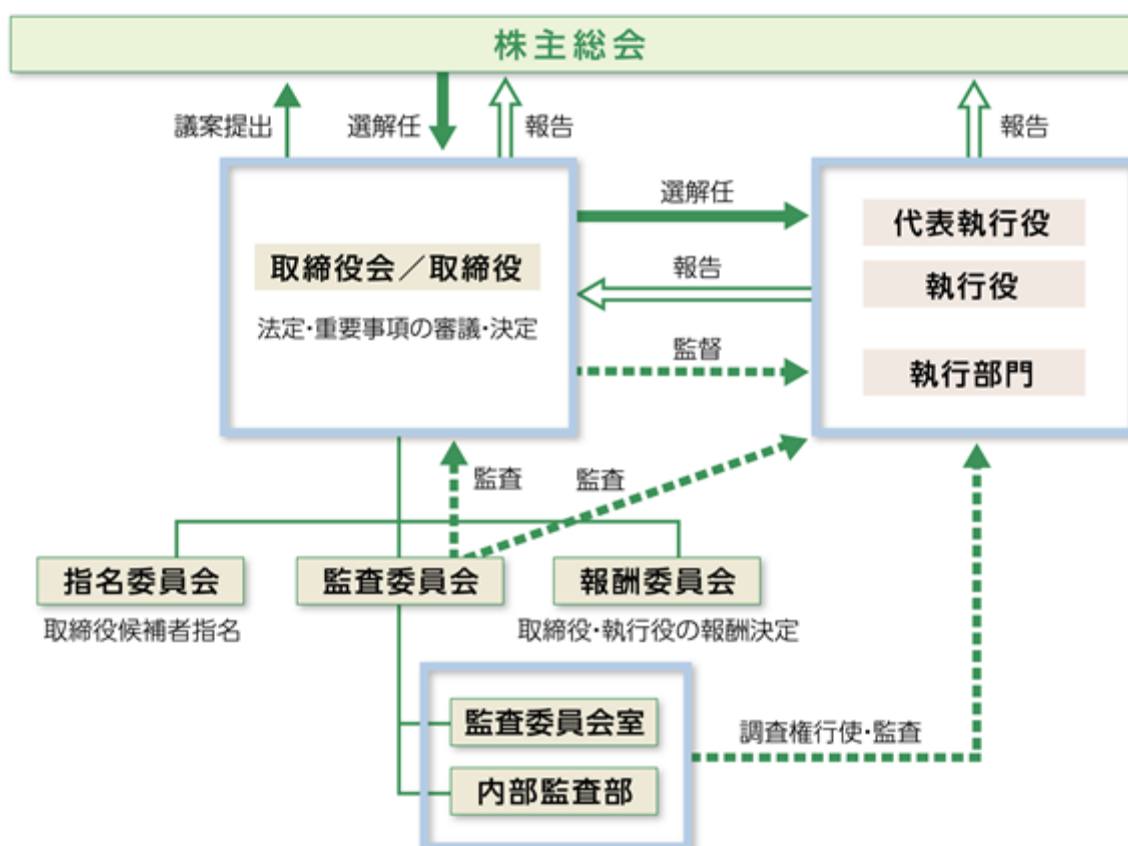 株主総会
議案提出
選解任
報告
報告
選解任
代表執行役
取締役会／取締役
報告
執行役
法定・重要事項の審議・決定
監督
執行部門
監査
監査
指名委員会
監査委員会
報酬委員会
取締役候補者指名
取締役・執行役の報酬決定
監査委員会室
調査権行使・監査
内部監査部